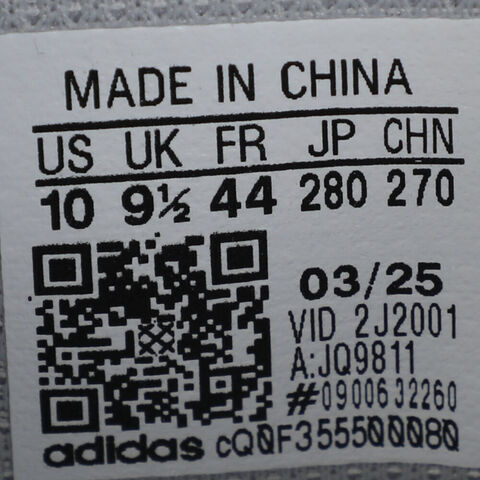 MADE IN CHINA
US UK FR JP CHN
10 9½ 44 280 270
03/25
VID 2J2001
A:JQ9811
#0900632260
adidas cQ0F355500080